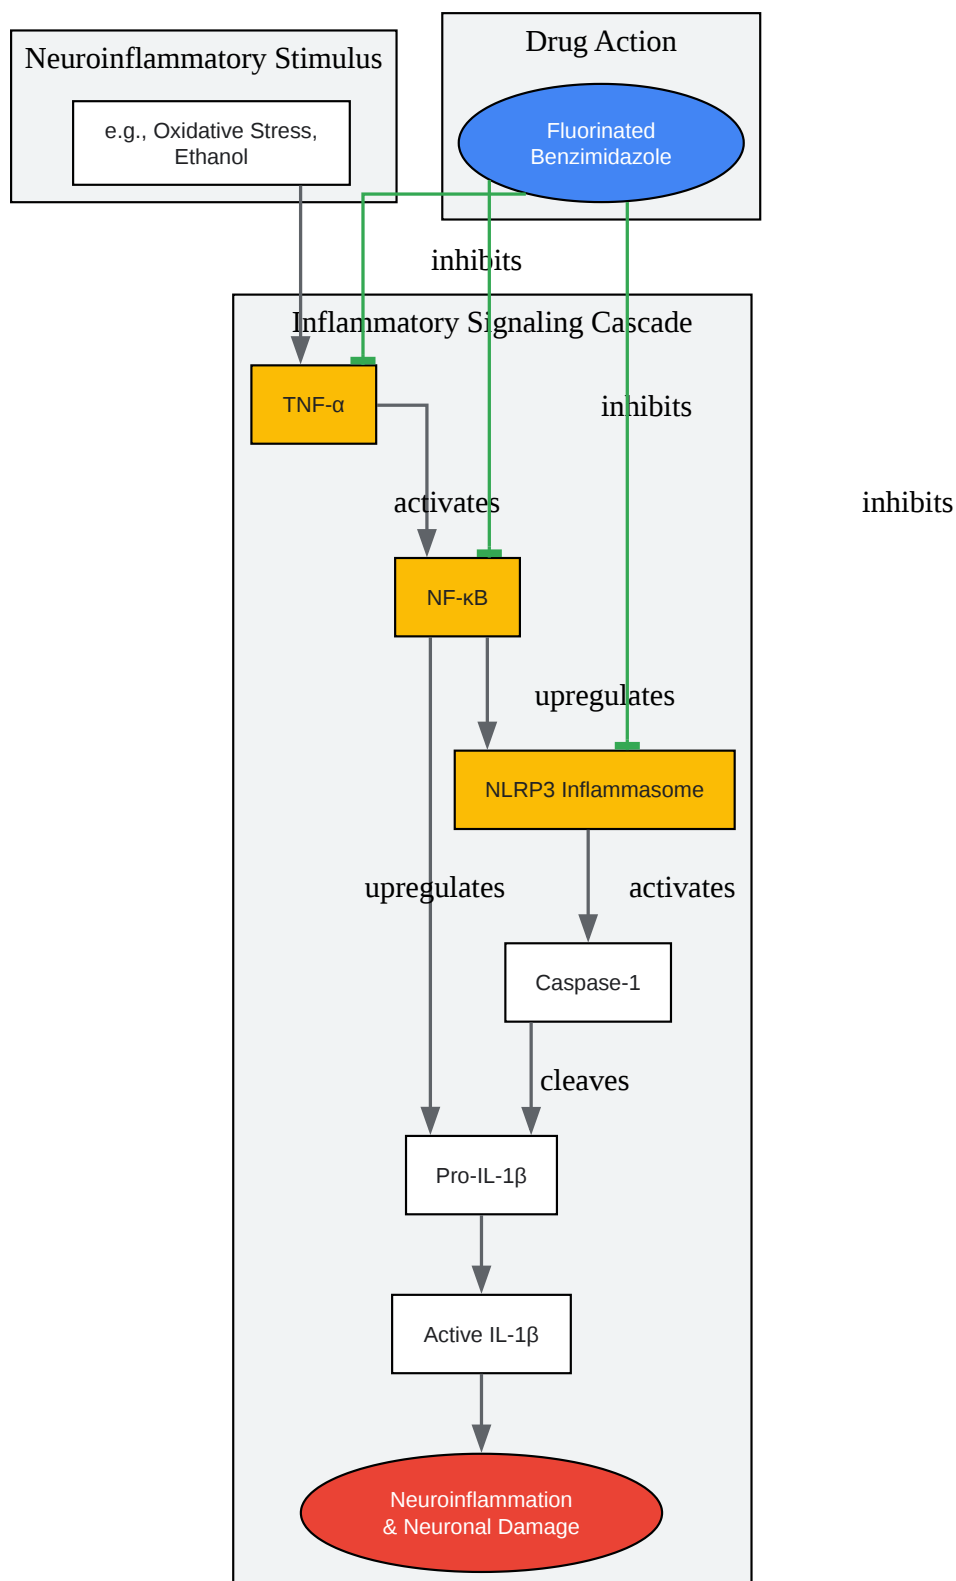 Neuroinflammatory Stimulus
e.g., Oxidative Stress,
Ethanol
Drug Action
Fluorinated
Benzimidazole
inhibits
Inflammatory Signaling Cascade
TNF-α
inhibits
activates
inhibits
NF-κB
upregulates
NLRP3 Inflammasome
upregulates
activates
Caspase-1
cleaves
Pro-IL-1β
Active IL-1β
Neuroinflammation
& Neuronal Damage